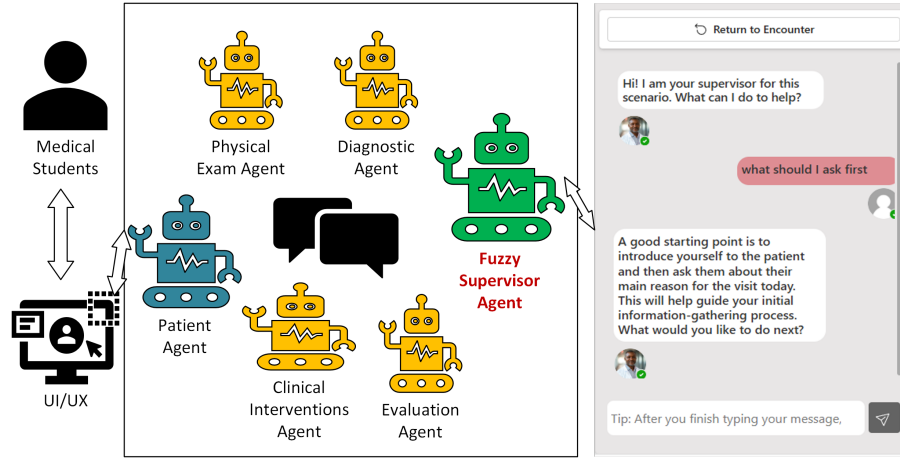 Medical
Students
UI/UX
Physical
Exam Agent
Diagnostic
Agent
Fuzzy
Supervisor
Agent
Patient
Agent
Clinical
Interventions
Agent
Evaluation
Agent
Return to Encounter
Hi! I am your supervisor for this
scenario. What can I do to help?
what should I ask first
A good starting point is to
introduce yourself to the patient
and then ask them about their
main reason for the visit today.
This will help guide your initial
information-gathering process.
What would you like to do next?
Tip: After you finish typing your message,